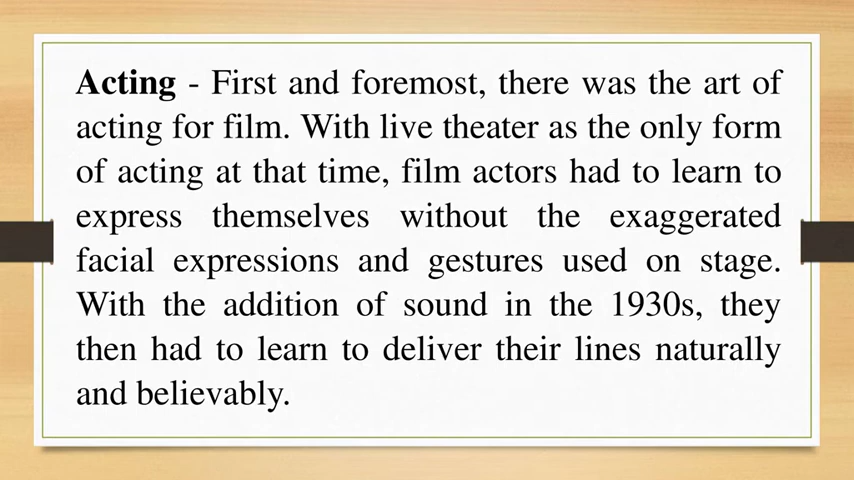 Acting - First and foremost, there was the art of
acting for film. With live theater as the only form
of acting at that time, film actors had to learn to
express themselves without the exaggerated
facial expressions and gestures used on stage.
With the addition of sound in the 1930s, they
then had to learn to deliver their lines naturally
and believably.